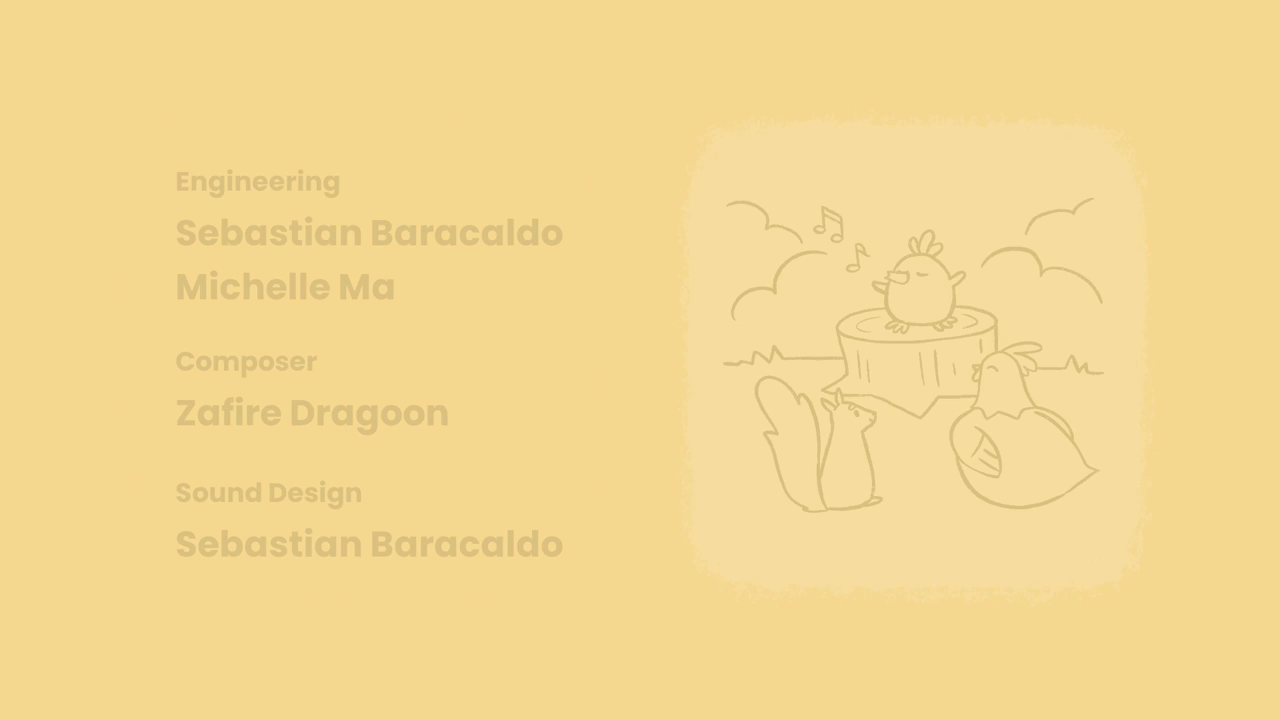 Engineering
Sebastian Baracaldo
Michelle Ma
Composer
Zafire Dragoon
Sound Design
Sebastian Baracaldo